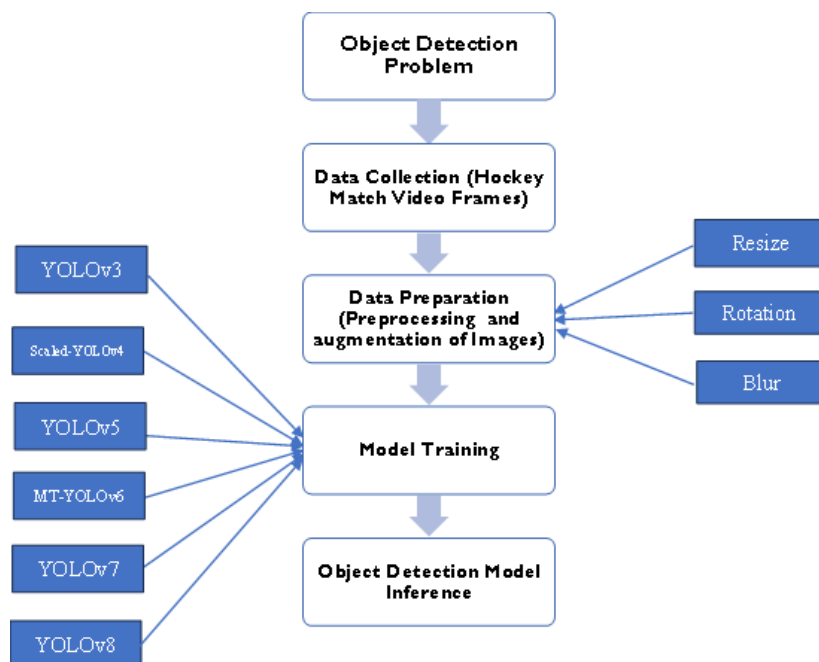 Object Detection
Problem
Data Collection (Hockey
Match Video Frames)
Data Preparation
(Preprocessing and
augmentation of Images)
Model Training
Object Detection Model
Inference
YOLOv3
Scaled-YOLOv4
YOLOv5
MT-YOLOv6
YOLOv7
YOLOv8
Resize
Rotation
Blur